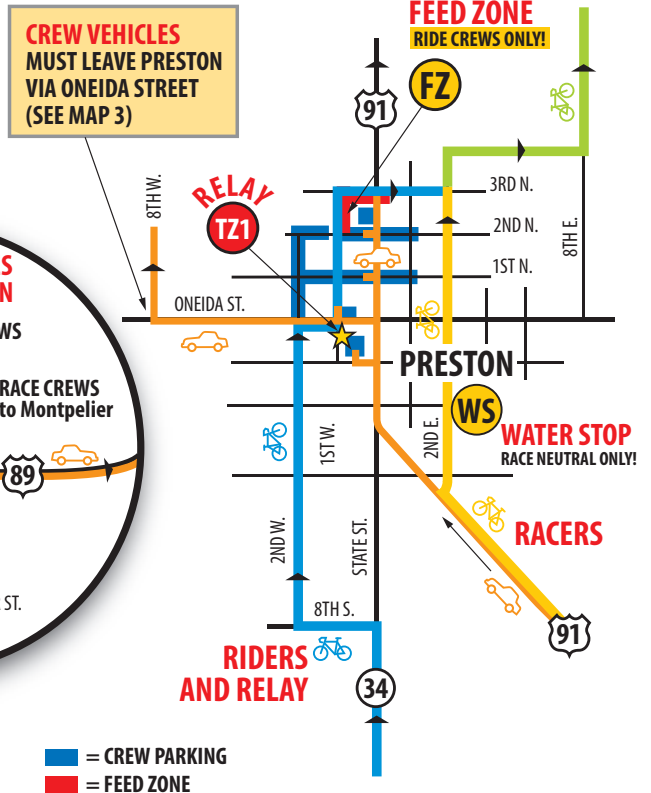 CREW VEHICLES
MUST LEAVE PRESTON
VIA ONEIDA STREET
(SEE MAP 3)
FEED ZONE
RIDE CREWS ONLY!
FZ
91
8TH W.
RELAY
TZ1
3RD N.
2ND N.
1ST N.
8TH E.
ONEIDA ST.
S
N
WS
RACE CREWS
to Montpelier
89
ST.
PRESTON
WS
WATER STOP
RACE NEUTRAL ONLY!
1ST W.
2ND E.
RACERS
2ND W.
STATE ST.
8TH S.
91
RIDERS
AND RELAY
34
= CREW PARKING
= FEED ZONE